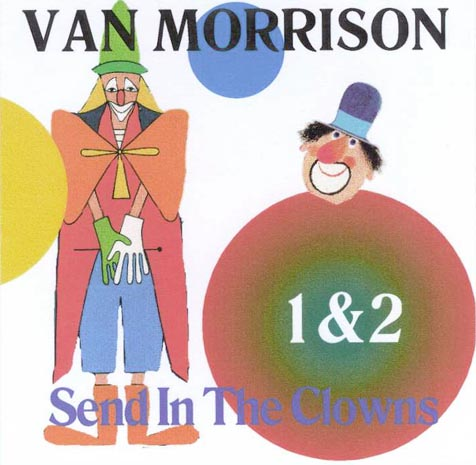 VAN MORRISON
1 & 2
Send In The Clowns